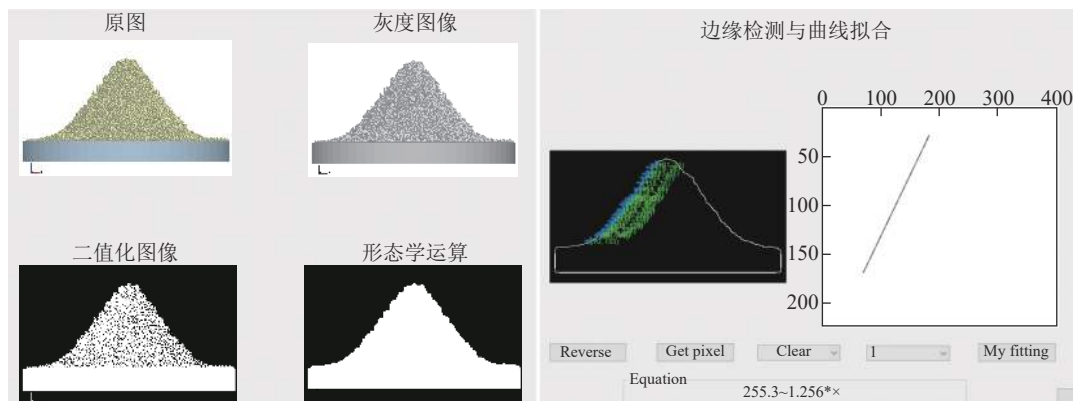 原图
灰度图像
二值化图像
形态学运算
边缘检测与曲线拟合
0 100 200 300 400
50
100
150
200
Reverse
Get pixel
Clear
1
My fitting
Equation
255.3~1.256*×